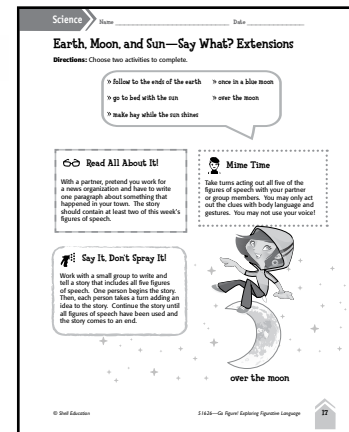 Science
Name
Date
Earth, Moon, and Sun—Say What? Extensions
Directions: Choose two activities to complete.
» follow to the ends of the earth
» once in a blue moon
» go to bed with the sun
» over the moon
» make hay while the sun shines
Read All About It!
With a partner, pretend you work for
a news organization and have to write
one paragraph about something that
happened in your town. The story
should contain at least two of this week's
figures of speech.
Mime Time
Take turns acting out all five of the
figures of speech with your partner
or group members. You may only act
out the clues with body language and
gestures. You may not use your voice!
Say It, Don't Spray It!
Work with a small group to write and
tell a story that includes all five figures
of speech. One person begins the story.
Then, each person takes a turn adding an
idea to the story. Continue the story until
all figures of speech have been used and
the story comes to an end.
over the moon
© Shell Education
51626—Go Figure! Exploring Figurative Language
17